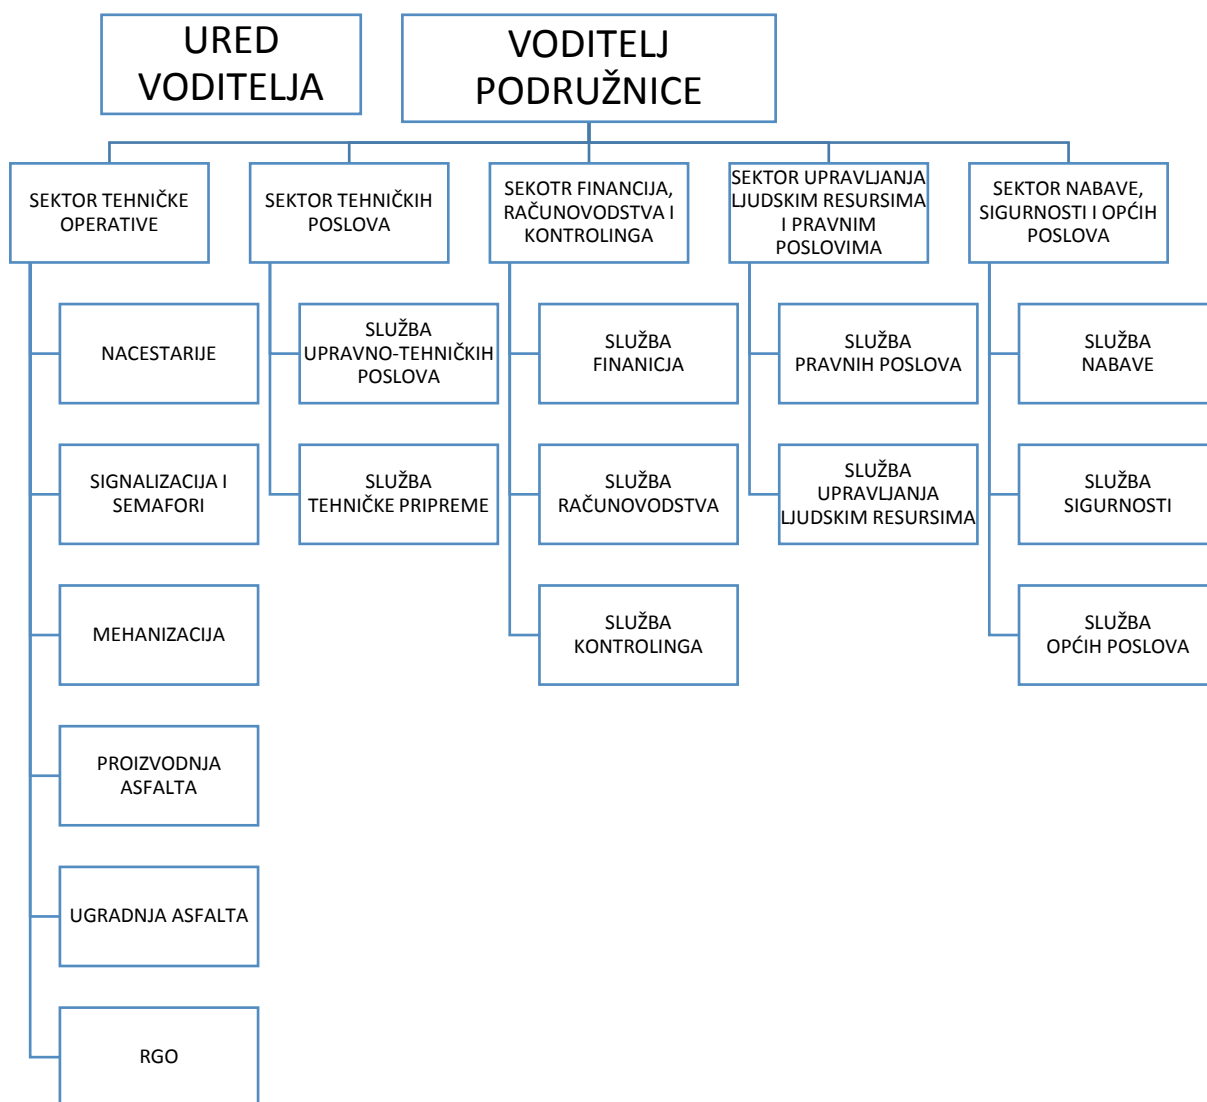 URED
VODITELJA
VODITELJ
PODRUŽNICE
SEKTOR TEHNIČKE
OPERATIVE
SEKTOR TEHNIČKIH
POSLOVA
SEKOTR FINANCIJA,
RAČUNOVODSTVA I
KONTROLINGA
SEKTOR UPRAVLJANJA
LJUDSKIM RESURSIMA
I PRAVNIM
POSLOVIMA
SEKTOR NABAVE,
SIGURNOSTI I OPĆIH
POSLOVA
NACESTARIJE
SLUŽBA
UPRAVNO-TEHNIČKIH
POSLOVA
SLUŽBA
FINANICJA
SLUŽBA
PRAVNIH POSLOVA
SLUŽBA
NABAVE
SIGNALIZACIJA I
SEMAFORI
SLUŽBA
TEHNIČKE PRIPREME
SLUŽBA
RAČUNOVODSTVA
SLUŽBA
UPRAVLJANJA
LJUDSKIM RESURSIMA
SLUŽBA
SIGURNOSTI
MEHANIZACIJA
SLUŽBA
KONTROLINGA
SLUŽBA
OPĆIH POSLOVA
PROIZVODNJA
ASFALTA
UGRADNJA ASFALTA
RGO